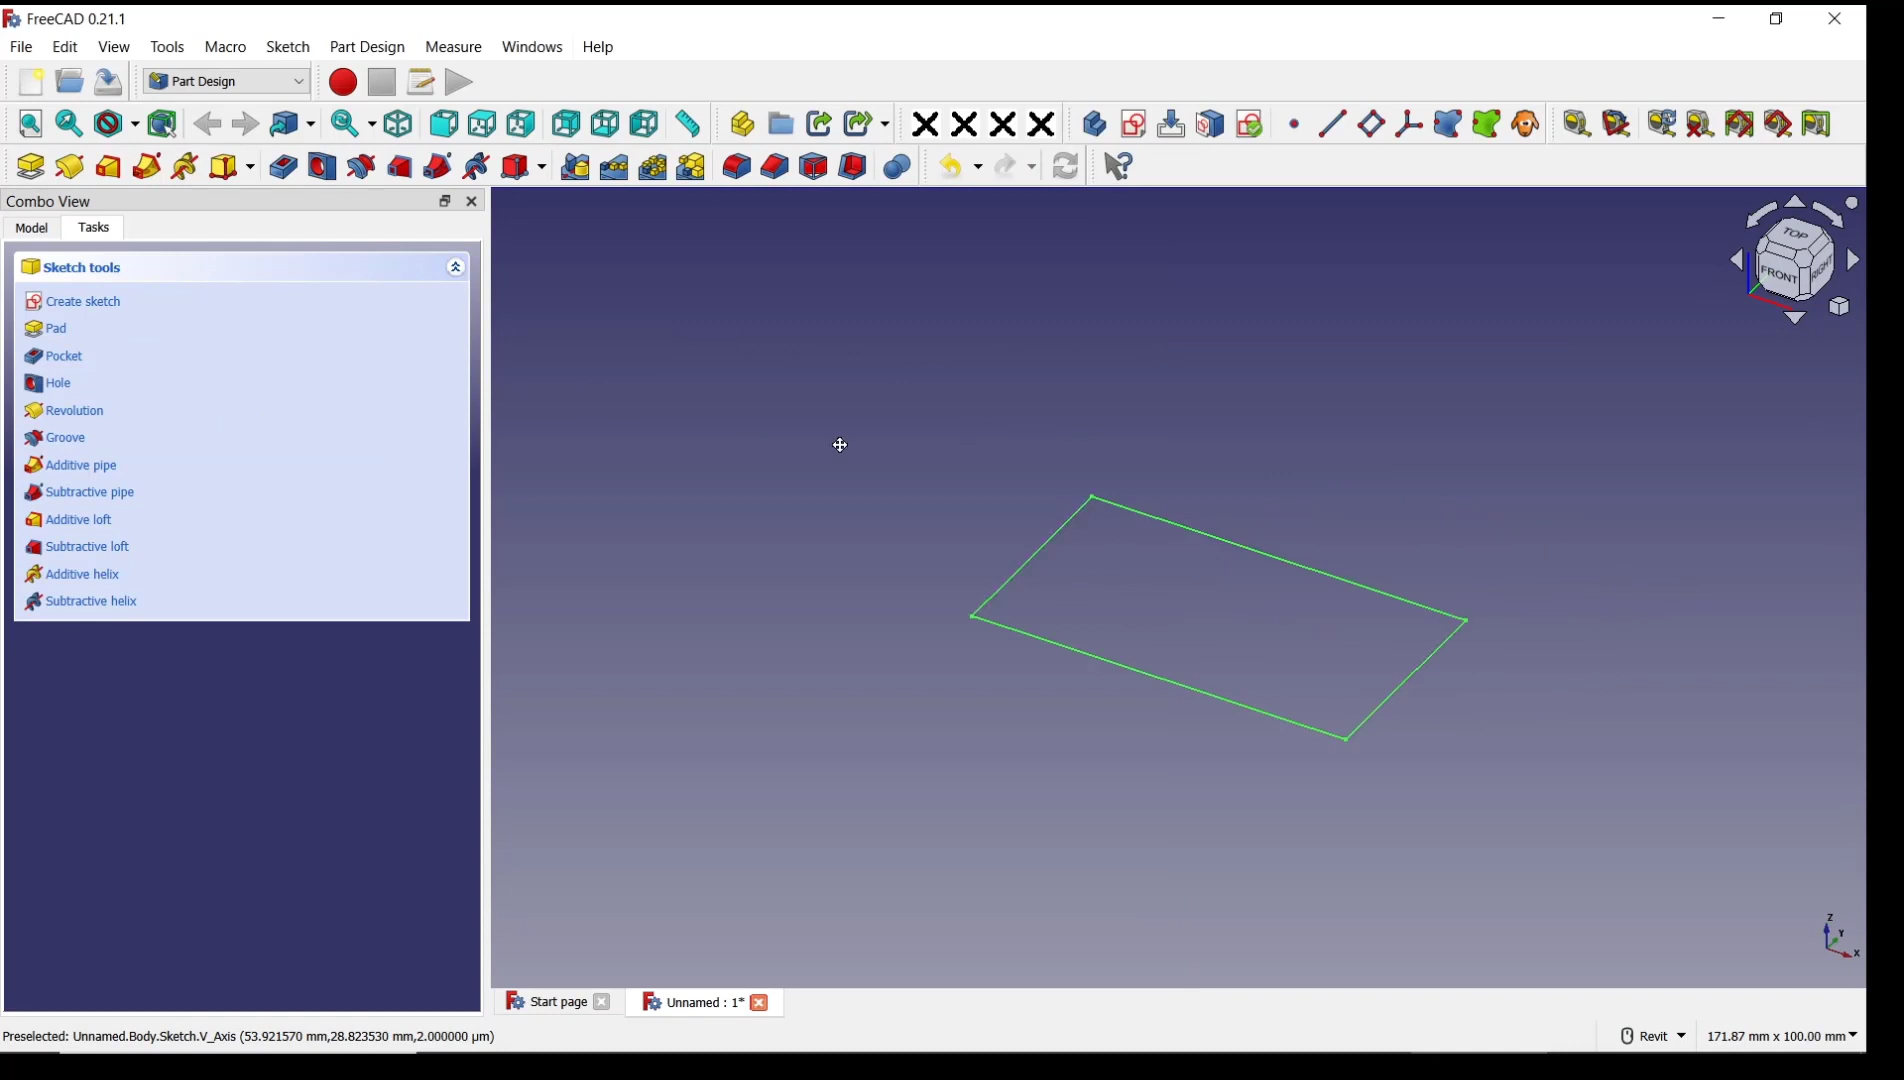 FreeCAD 0.21.1
File Edit View Tools Macro Sketch Part Design Measure Windows Help
Part Design
Combo View
Model Tasks
Sketch tools
Create sketch
Pad
Pocket
Hole
Revolution
Groove
Additive pipe
Subtractive pipe
Additive loft
Subtractive loft
Additive helix
Subtractive helix
TOP
FRONT RIGHT
Z
Y
X
Start page Unnamed : 1*
Preselected: Unnamed.Body.Sketch.V_Axis (53.921570 mm,28.823530 mm,2.000000 μm) Revit 171.87 mm x 100.00 mm